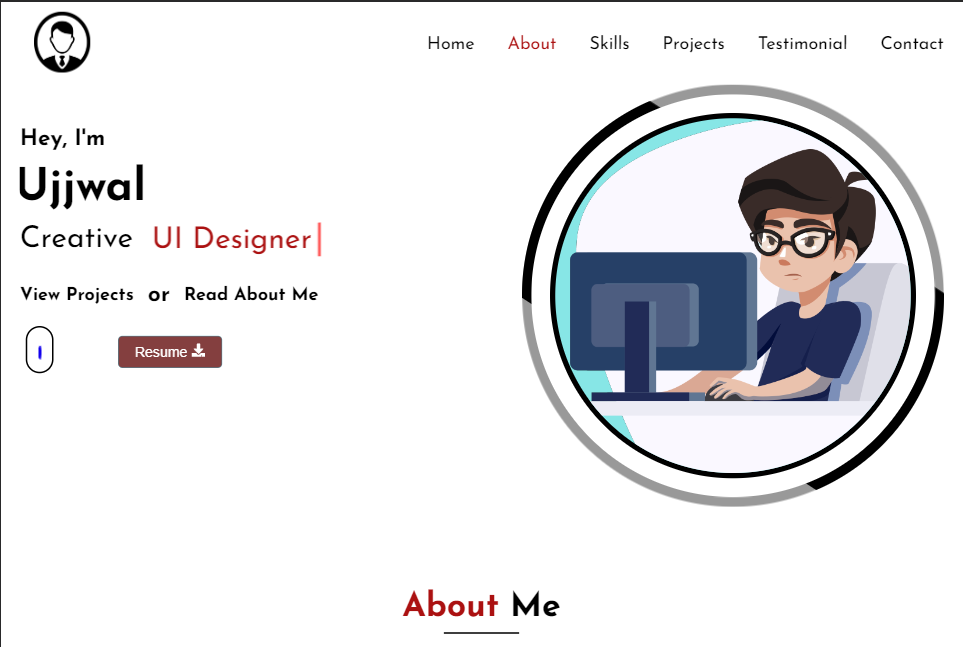 Home About Skills Projects Testimonial Contact
Hey, I'm
Ujjwal
Creative UI Designer
View Projects or Read About Me
Resume
About Me